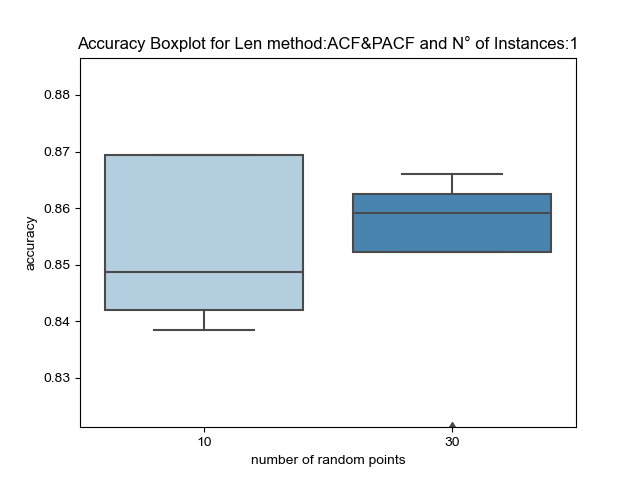 Accuracy Boxplot for Len method:ACF&PACF and N° of Instances:1
0.88
0.87
0.86
0.85
0.84
0.83
accuracy
10 30
number of random points